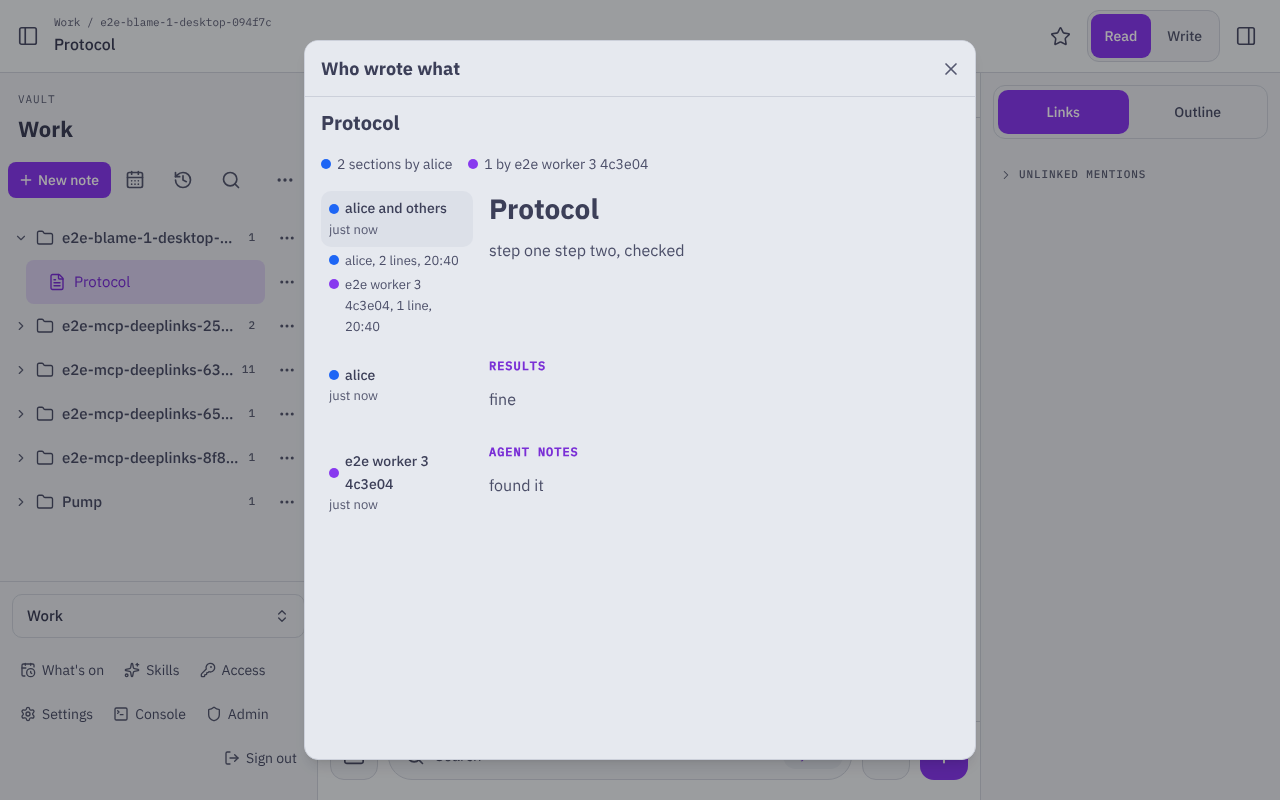 Work / e2e-blame-1-desktop-094f7c
Protocol
Read
Write
VAULT
Work
New note
e2e-blame-1-desktop-... 1
Protocol
e2e-mcp-deeplinks-25... 2
e2e-mcp-deeplinks-63... 11
e2e-mcp-deeplinks-65... 1
e2e-mcp-deeplinks-8f8... 1
Pump 1
Work
What's on
Skills
Access
Settings
Console
Admin
Sign out
Who wrote what
Protocol
2 sections by alice
1 by e2e worker 3 4c3e04
alice and others
just now
alice, 2 lines, 20:40
e2e worker 3
4c3e04, 1 line,
20:40
Protocol
step one step two, checked
alice
just now
RESULTS
fine
e2e worker 3
4c3e04
just now
AGENT NOTES
found it
Links
Outline
UNLINKED MENTIONS